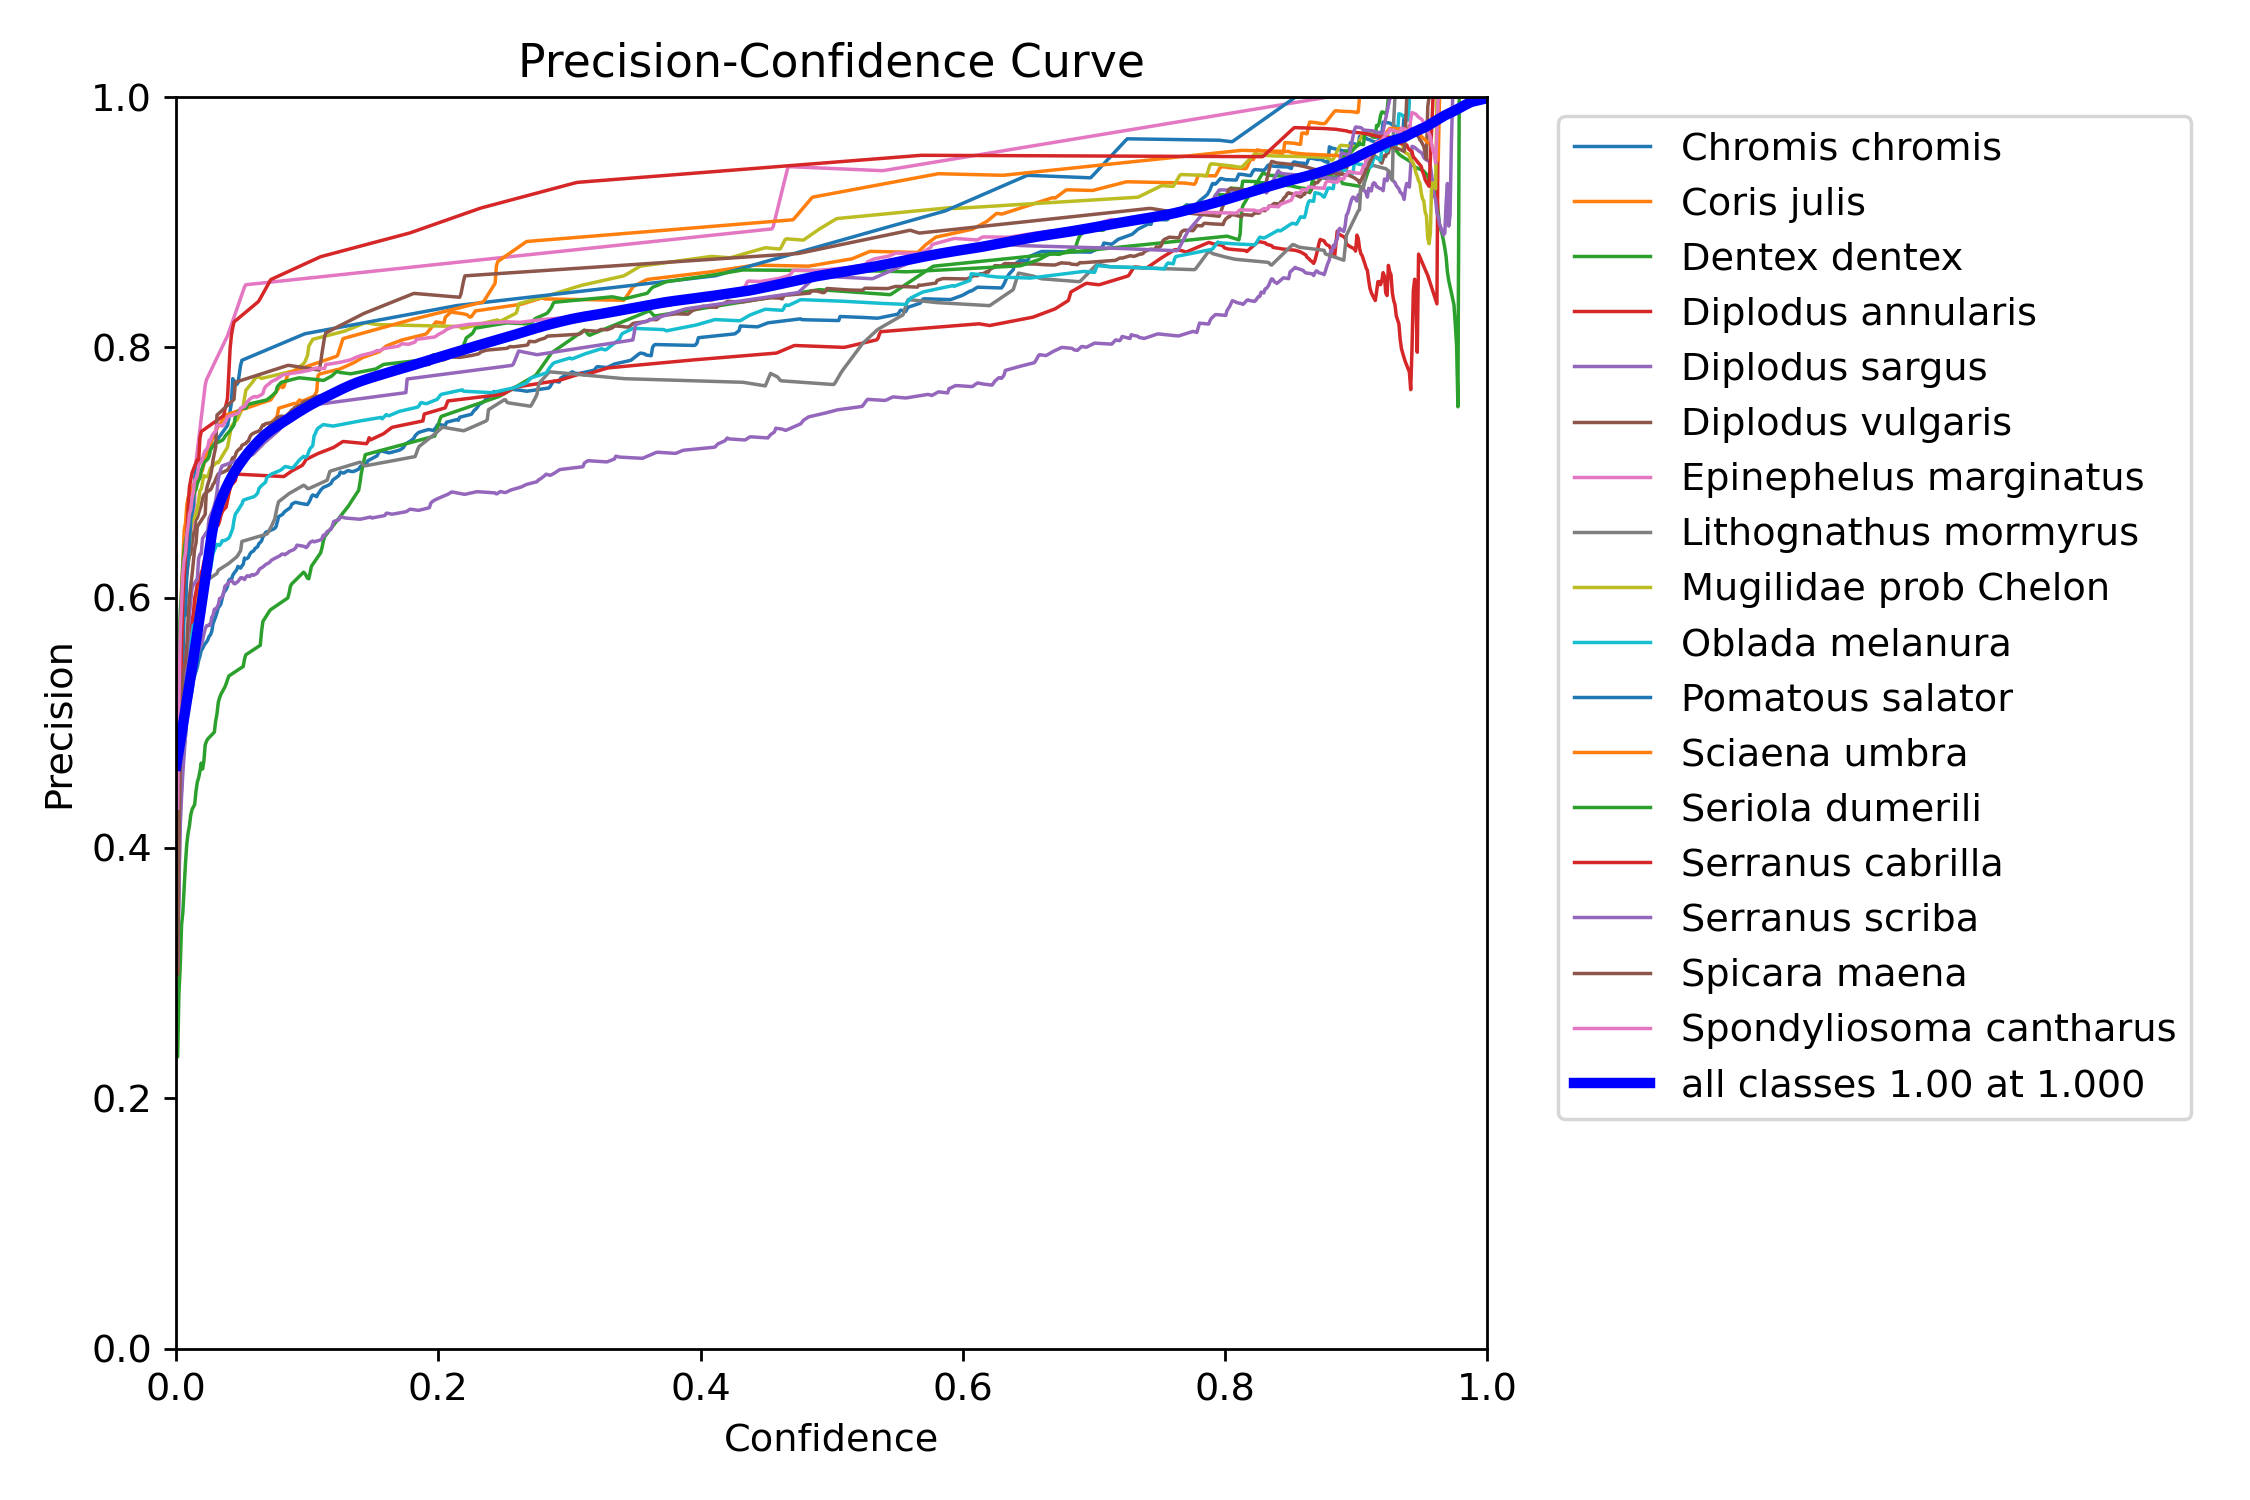 Precision-Confidence Curve
1.0
0.8
0.6
0.4
0.2
0.0
Precision
0.0 0.2 0.4 0.6 0.8 1.0
Confidence
Chromis chromis
Coris julis
Dentex dentex
Diplodus annularis
Diplodus sargus
Diplodus vulgaris
Epinephelus marginatus
Lithognathus mormyrus
Mugilidae prob Chelon
Oblada melanura
Pomatous salator
Sciaena umbra
Seriola dumerili
Serranus cabrilla
Serranus scriba
Spicara maena
Spondyliosoma cantharus
all classes 1.00 at 1.000